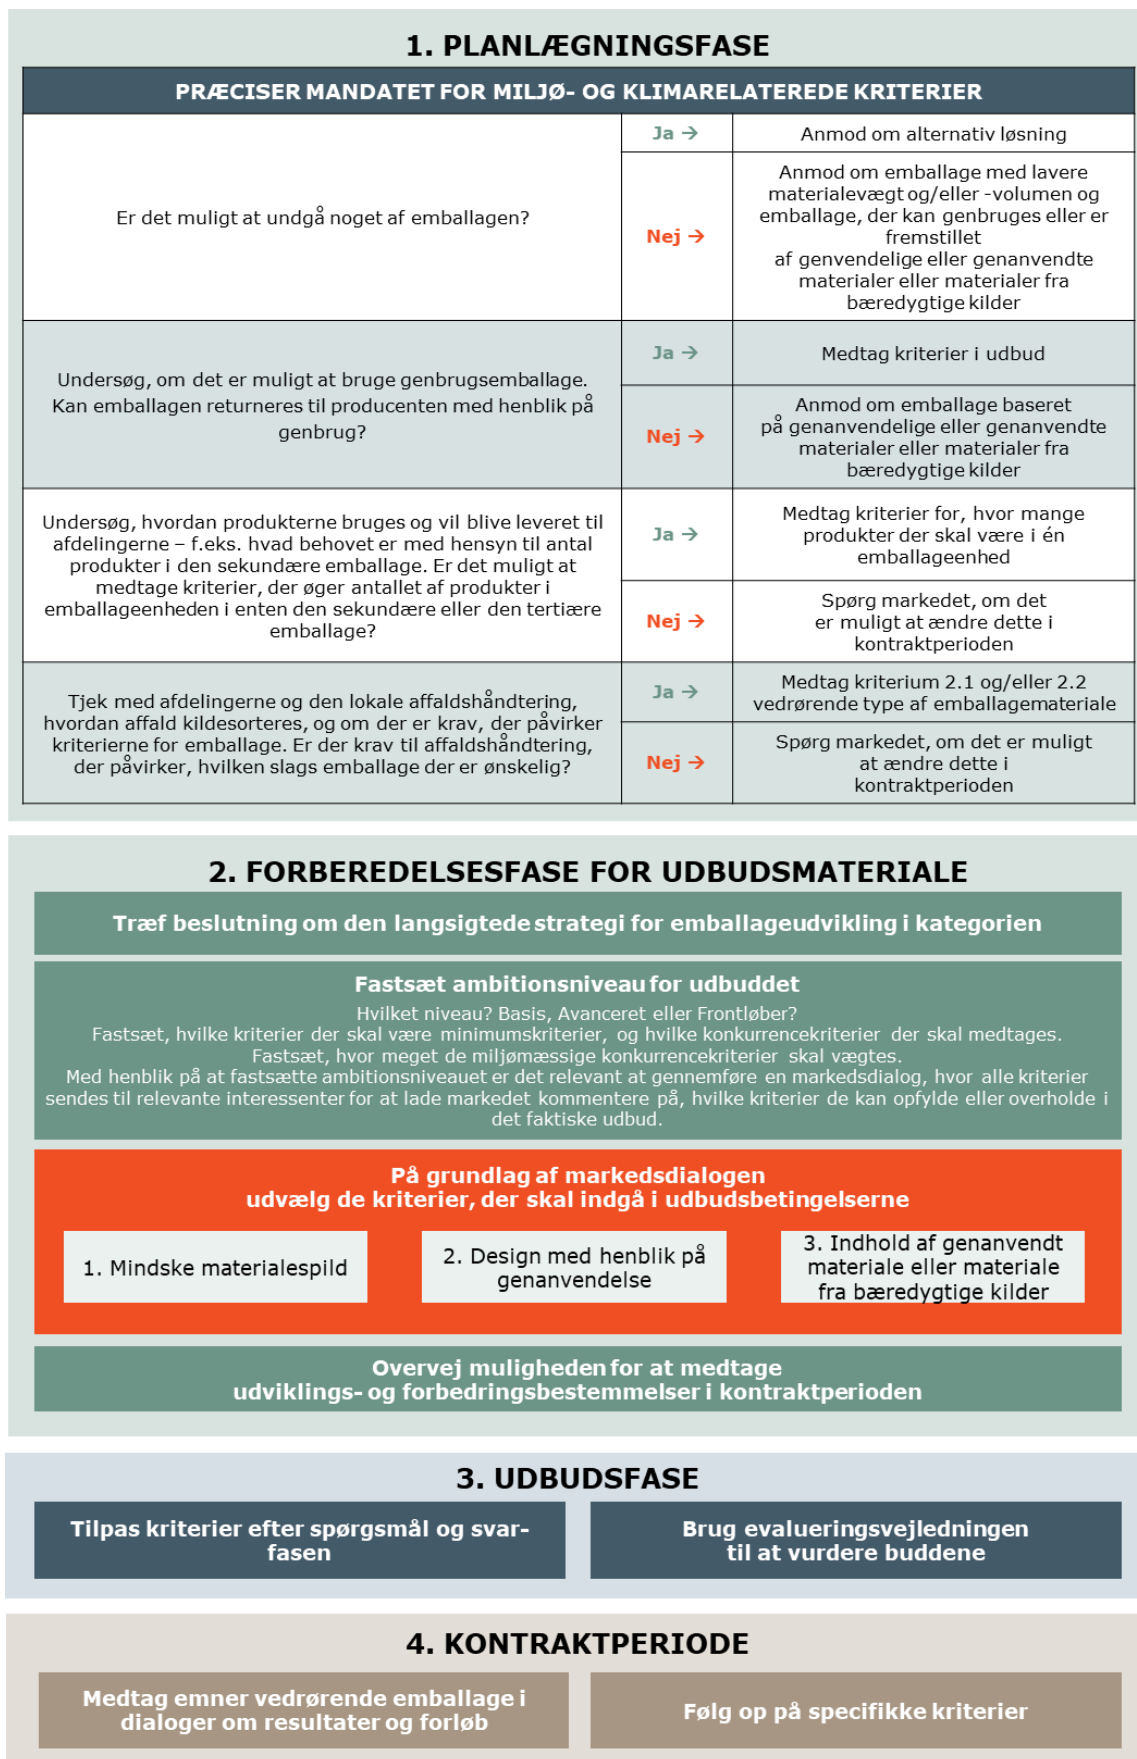 1. PLANLÆGNINGSFASE
PRÆCISER MANDATET FOR MILJØ- OG KLIMARELATEREDE KRITERIER
Er det muligt at undgå noget af emballagen?
Ja →
Anmod om alternativ løsning
Nej →
Anmod om emballage med lavere
materialevægt og/eller -volumen og
emballage, der kan genbruges eller er
fremstillet
af genvendelige eller genanvendte
materialer eller materialer fra
bæredygtige kilder
Undersøg, om det er muligt at bruge genbrugsemballage.
Kan emballagen returneres til producenten med henblik på
genbrug?
Ja →
Medtag kriterier i udbud
Nej →
Anmod om emballage baseret
på genanvendelige eller genanvendte
materialer eller materialer fra
bæredygtige kilder
Undersøg, hvordan produkterne bruges og vil blive leveret til
afdelingerne – f.eks. hvad behovet er med hensyn til antal
produkter i den sekundære emballage. Er det muligt at
medtage kriterier, der øger antallet af produkter i
emballageenheden i enten den sekundære eller den tertiære
emballage?
Ja →
Medtag kriterier for, hvor mange
produkter der skal være i én
emballageenhed
Nej →
Spørg markedet, om det
er muligt at ændre dette i
kontraktperioden
Tjek med afdelingerne og den lokale affaldshåndtering,
hvordan affald kildesorteres, og om der er krav, der påvirker
kriterierne for emballage. Er der krav til affaldshåndtering,
der påvirker, hvilken slags emballage der er ønskelig?
Ja →
Medtag kriterium 2.1 og/eller 2.2
vedrørende type af emballagemateriale
Nej →
Spørg markedet, om det er muligt
at ændre dette i
kontraktperioden
2. FORBEREDELSESFASE FOR UDBUDSMATERIALE
Træf beslutning om den langsigtede strategi for emballageudvikling i kategorien
Fastsæt ambitionsniveau for udbuddet
Hvilket niveau? Basis, Avanceret eller Frontløber?
Fastsæt, hvilke kriterier der skal være minimumskriterier, og hvilke konkurrencekriterier der skal medtages.
Fastsæt, hvor meget de miljømæssige konkurrencekriterier skal vægtes.
Med henblik på at fastsætte ambitionsniveauet er det relevant at gennemføre en markedsdialog, hvor alle kriterier
sendes til relevante interessenter for at lade markedet kommentere på, hvilke kriterier de kan opfylde eller overholde i
det faktiske udbud.
På grundlag af markedsdialogen
udvælg de kriterier, der skal indgå i udbudsbetingelserne
1. Mindske materialespild
2. Design med henblik på
genanvendelse
3. Indhold af genanvendt
materiale eller materiale
fra bæredygtige kilder
Overvej muligheden for at medtage
udviklings- og forbedringsbestemmelser i kontraktperioden
3. UDBUDSFASE
Tilpas kriterier efter spørgsmål og svar-
fasen
Brug evalueringsvejledningen
til at vurdere buddene
4. KONTRAKTPERIODE
Medtag emner vedrørende emballage i
dialoger om resultater og forløb
Følg op på specifikke kriterier